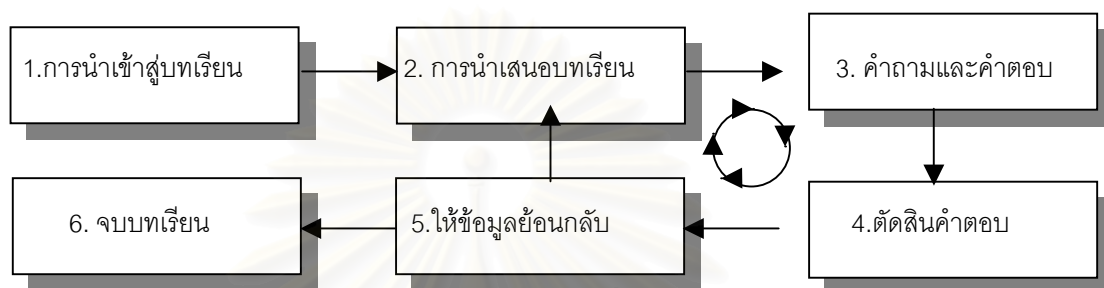 1.การนำเข้าสู่บทเรียน
2. การนำเสนอบทเรียน
3. คำถามและคำตอบ
4.ตัดสินคำตอบ
5.ให้ข้อมูลย้อนกลับ
6. จบบทเรียน